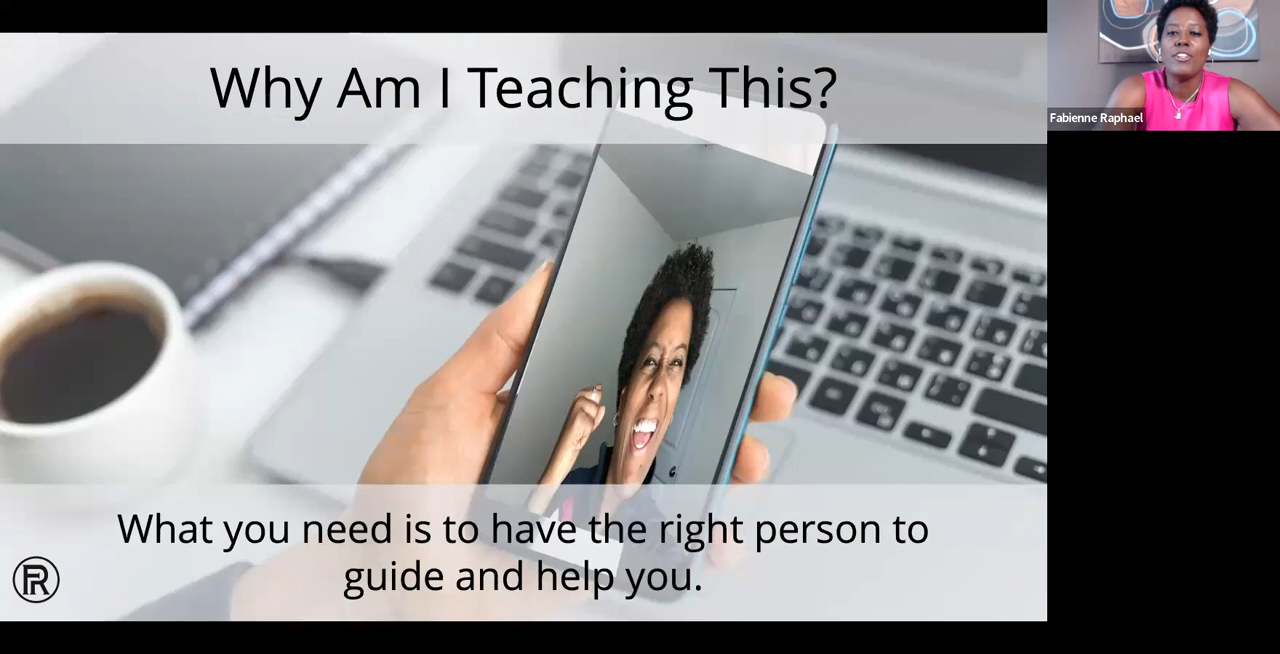 Why Am I Teaching This?
Fabienne Raphael
What you need is to have the right person to
guide and help you.
FR